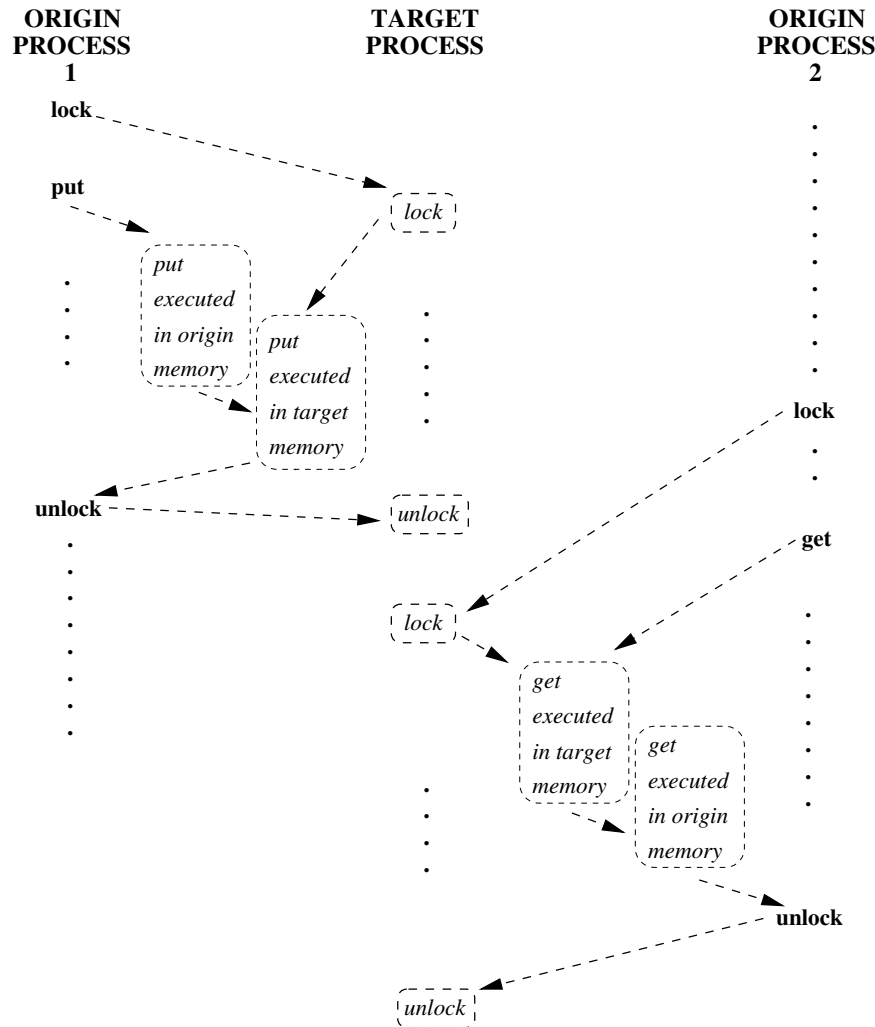 ORIGIN
PROCESS
1
TARGET
PROCESS
ORIGIN
PROCESS
2
lock
put
lock
put
executed
in origin
memory
put
executed
in target
memory
lock
unlock
unlock
get
lock
get
executed
in target
memory
get
executed
in origin
memory
unlock
unlock